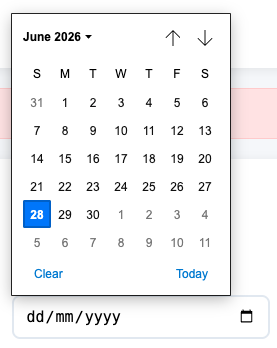 June 2026
S M T W T F S
31 1 2 3 4 5 6
7 8 9 10 11 12 13
14 15 16 17 18 19 20
21 22 23 24 25 26 27
28 29 30 1 2 3 4
5 6 7 8 9 10 11
Clear Today
dd/mm/yyyy